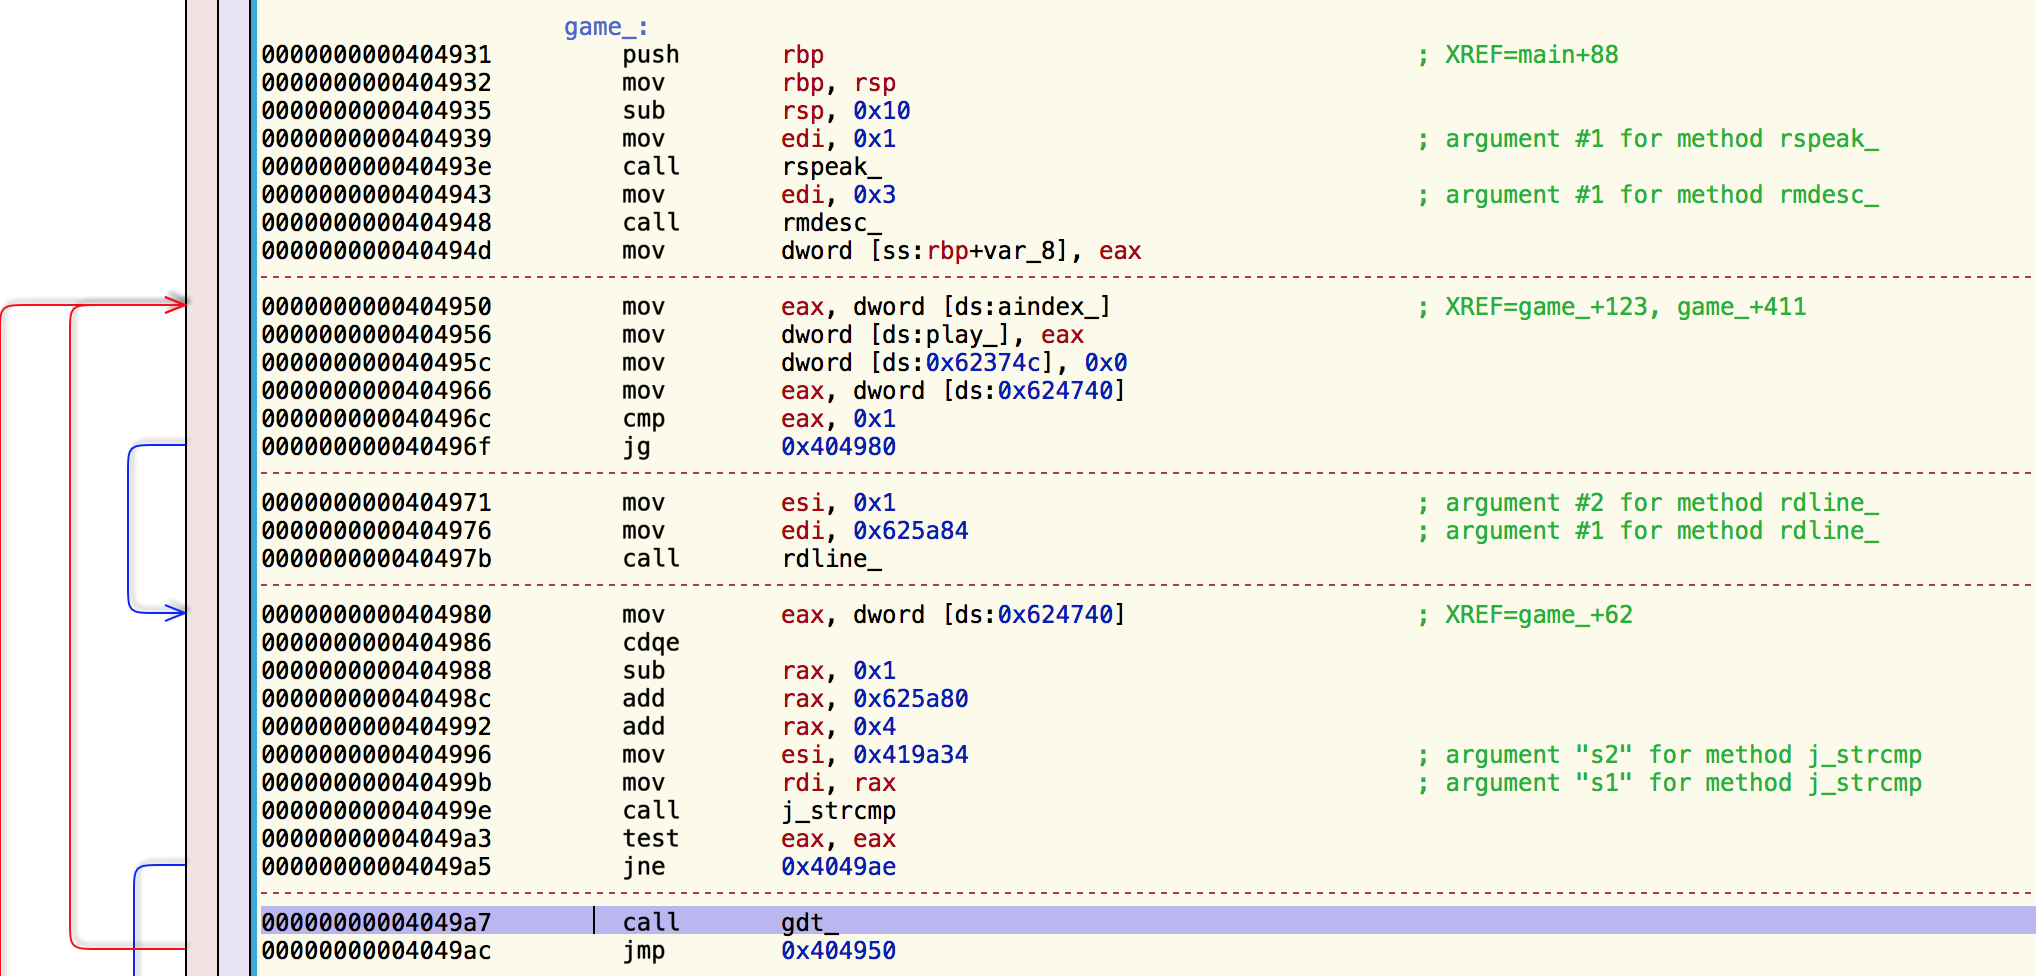 game_:
0000000000404931 push rbp ; XREF=main+88
0000000000404932 mov rbp, rsp
0000000000404935 sub rsp, 0x10
0000000000404939 mov edi, 0x1 ; argument #1 for method rspeak_
000000000040493e call rspeak_
0000000000404943 mov edi, 0x3 ; argument #1 for method rmdesc_
0000000000404948 call rmdesc_
000000000040494d mov dword [ss:rbp+var_8], eax
0000000000404950 mov eax, dword [ds:aindex_] ; XREF=game_+123, game_+411
0000000000404956 mov dword [ds:play_], eax
000000000040495c mov dword [ds:0x62374c], 0x0
0000000000404966 mov eax, dword [ds:0x624740]
000000000040496c cmp eax, 0x1
000000000040496f jg 0x404980
0000000000404971 mov esi, 0x1 ; argument #2 for method rdline_
0000000000404976 mov edi, 0x625a84 ; argument #1 for method rdline_
000000000040497b call rdline_
0000000000404980 mov eax, dword [ds:0x624740] ; XREF=game_+62
0000000000404986 cdqe
0000000000404988 sub rax, 0x1
000000000040498c add rax, 0x625a80
0000000000404992 add rax, 0x4
0000000000404996 mov esi, 0x419a34 ; argument "s2" for method j_strcmp
000000000040499b mov rdi, rax ; argument "s1" for method j_strcmp
000000000040499e call j_strcmp
00000000004049a3 test eax, eax
00000000004049a5 jne 0x4049ae
00000000004049a7 call gdt_
00000000004049ac jmp 0x404950